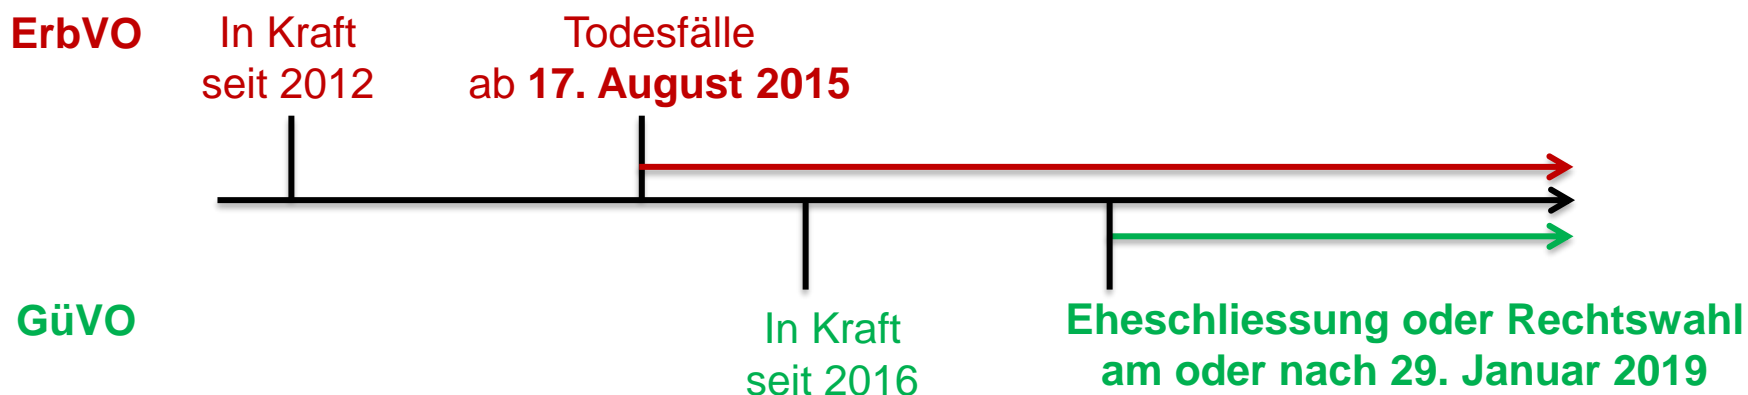 ErbVO
In Kraft
seit 2012
Todesfälle
ab 17. August 2015
GüVO
In Kraft
seit 2016
Eheschliessung oder Rechtswahl
am oder nach 29. Januar 2019